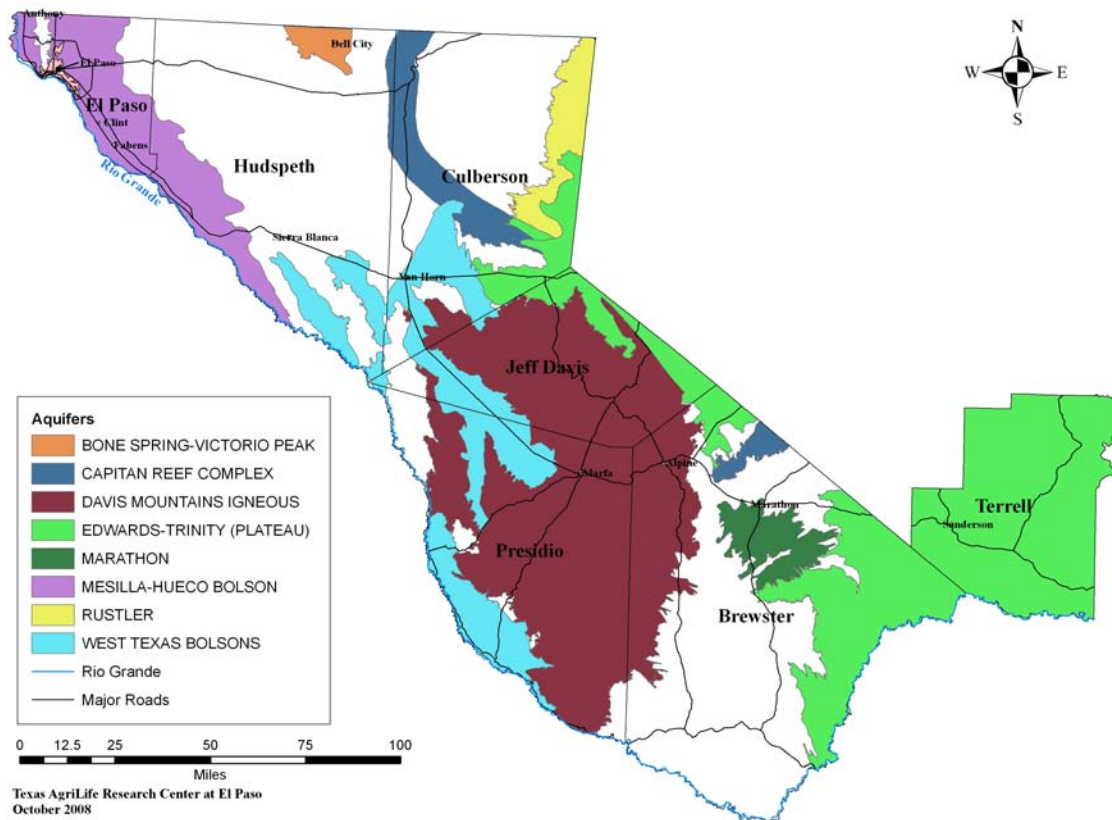 Anthony
Dell City
N
W
E
S
El Paso
El Paso
Clint
Fabens
Rio Grande
Hudspeth
Culberson
Sierra Blanca
Van Horn
Jeff Davis
Marfa
Alpine
Marathon
Terrell
Sanderson
Presidio
Brewster
Aquifers
BONE SPRING-VICTORIO PEAK
CAPITAN REEF COMPLEX
DAVIS MOUNTAINS IGNEOUS
EDWARDS-TRINITY (PLATEAU)
MARATHON
MESILLA-HUECO BOLSON
RUSTLER
WEST TEXAS BOLSONS
Rio Grande
Major Roads
0 12.5 25 50 75 100
Miles
Texas AgriLife Research Center at El Paso
October 2008